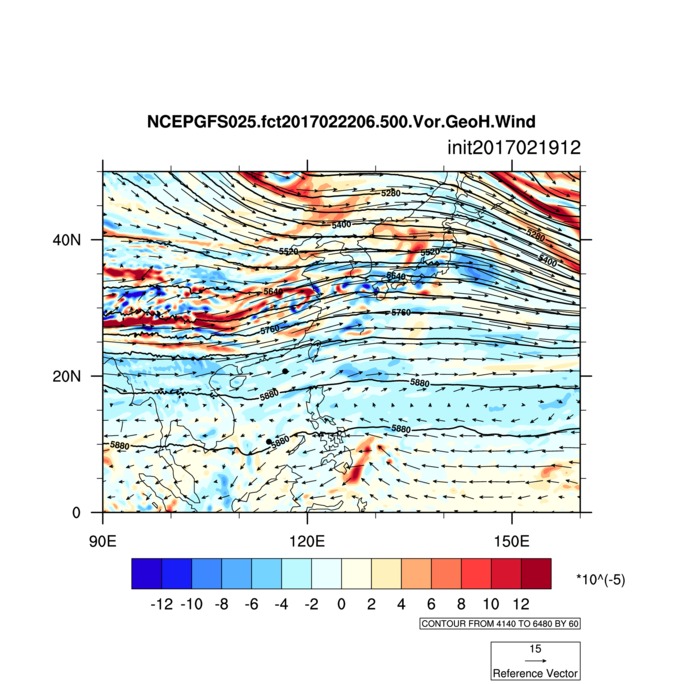 NCEPGFS025.fct2017022206.500.Vor.GeoH.Wind
init2017021912
5280
5400
5280
5400
5520
5520
5640
5640
5760
5760
5880
5880
5880
5880
5880
40N
20N
0
90E 120E 150E
-12 -10 -8 -6 -4 -2 0 2 4 6 8 10 12
*10^(-5)
CONTOUR FROM 4140 TO 6480 BY 60
15
Reference Vector